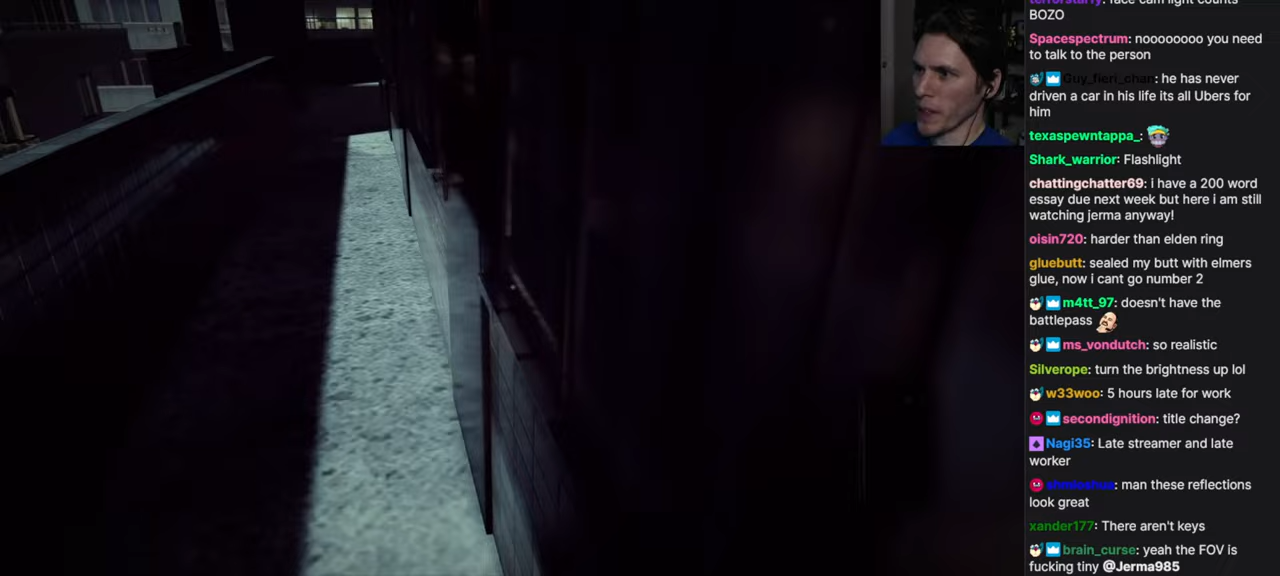 BOZO
Spacespectrum: noooooooo you need
to talk to the person
Guy_fieri_chan: he has never
driven a car in his life its all Ubers for
him
texaspewntappa_:
Shark_warrior: Flashlight
chattingchatter69: i have a 200 word
essay due next week but here i am still
watching jerma anyway!
oisin720: harder than elden ring
gluebutt: sealed my butt with elmers
glue, now i cant go number 2
m4tt_97: doesn't have the
battlepass
ms_vondutch: so realistic
Silverope: turn the brightness up lol
w33woo: 5 hours late for work
secondignition: title change?
Nagi35: Late streamer and late
worker
: man these reflections
look great
xander177: There aren't keys
brain_curse: yeah the FOV is
fucking tiny @Jerma985